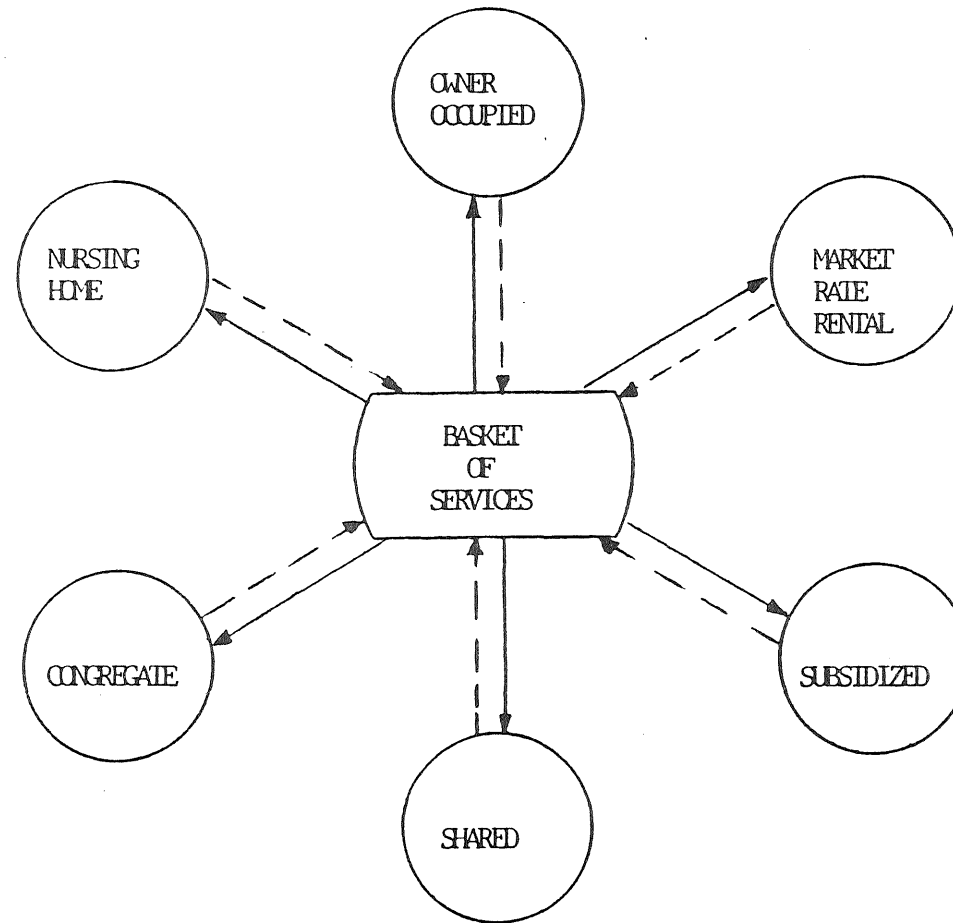 OWNER
OCCUPIED
NURSING
HOME
MARKET
RATE
RENTAL
BASKET
OF
SERVICES
CONGREGATE
SUBSIDIZED
SHARED